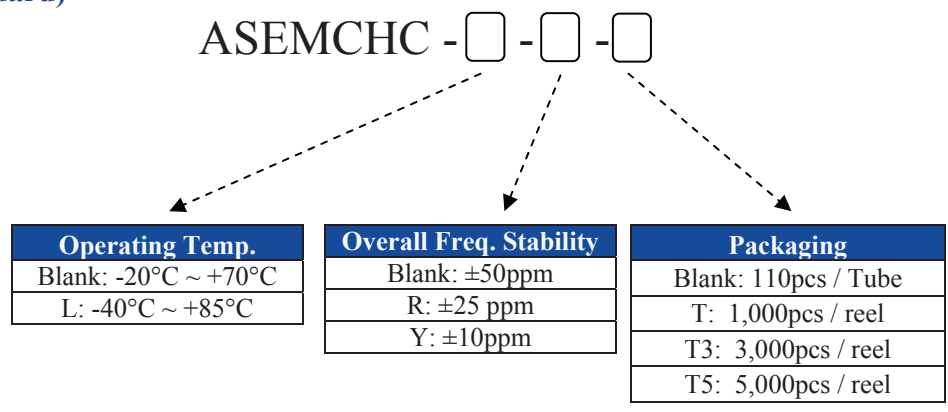 ASEMCHC - - -
Operating Temp.
Blank: -20°C ~ +70°C
L: -40°C ~ +85°C
Overall Freq. Stability
Blank: ±50ppm
R: ±25 ppm
Y: ±10ppm
Packaging
Blank: 110pcs / Tube
T: 1,000pcs / reel
T3: 3,000pcs / reel
T5: 5,000pcs / reel